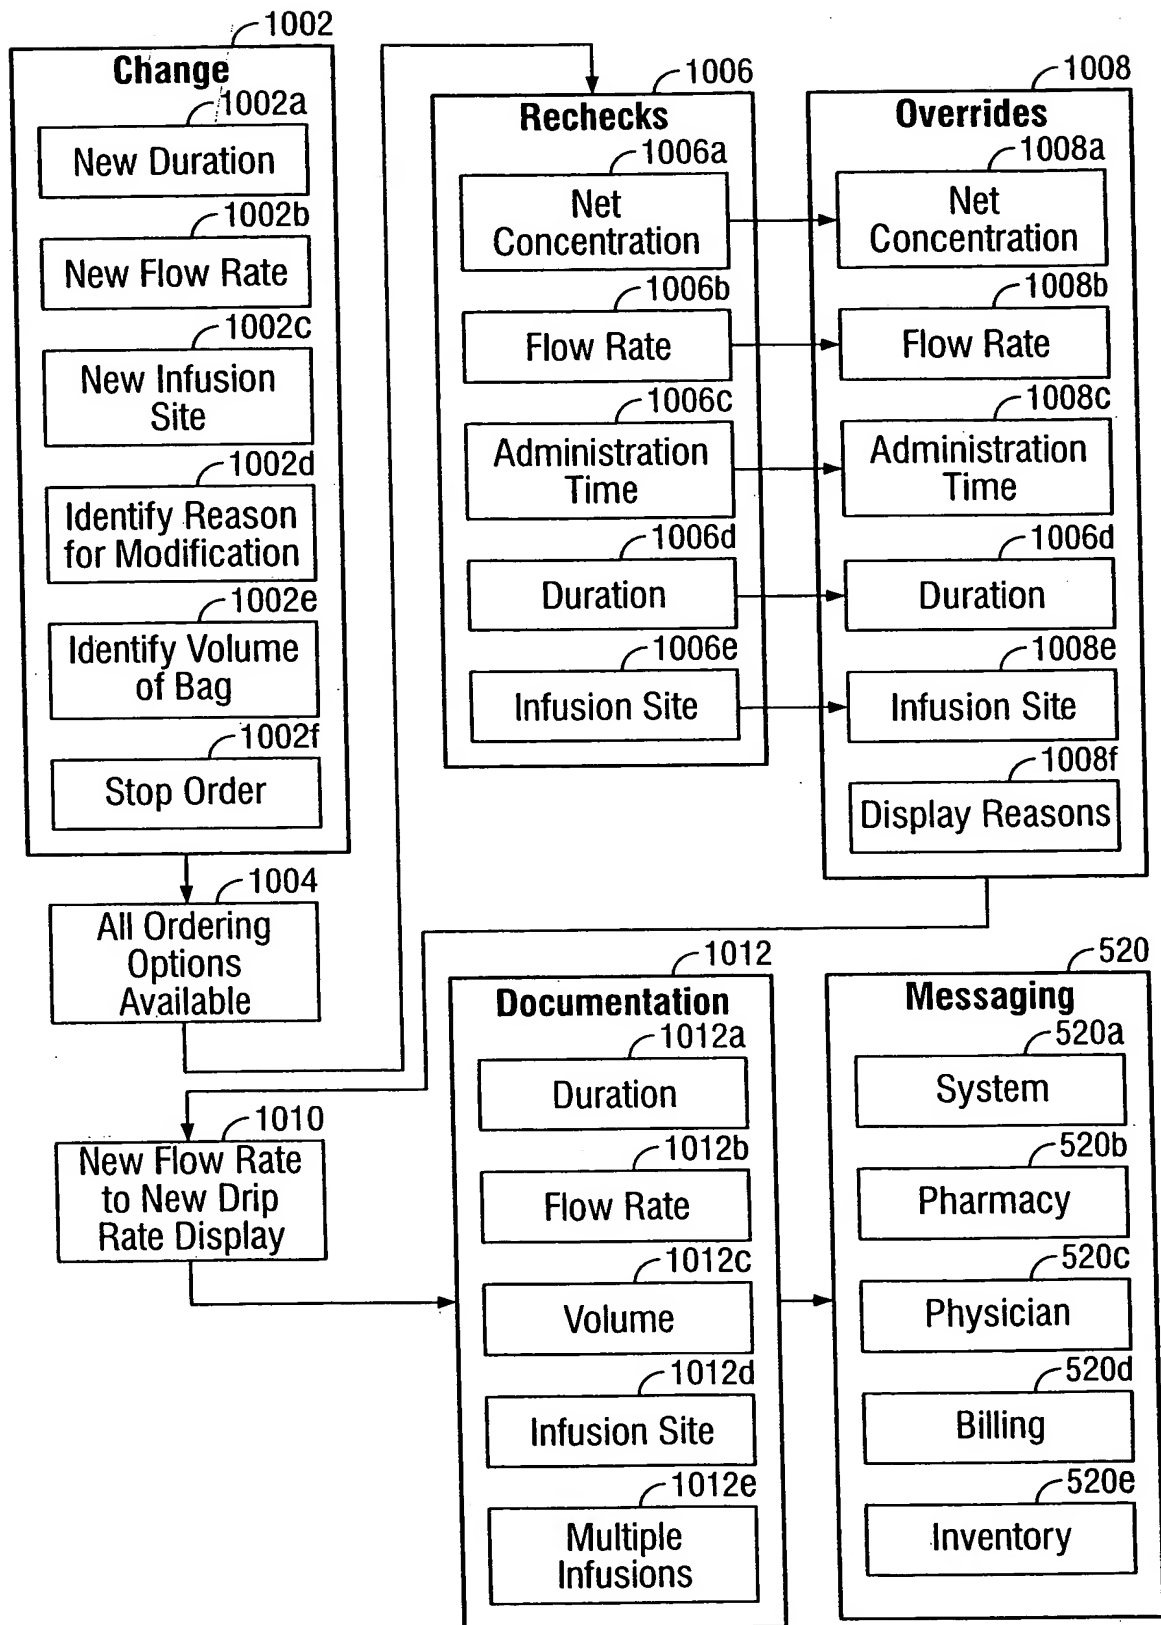 1002
Change
1002a
New Duration
1002b
New Flow Rate
1002c
New Infusion
Site
1002d
Identify Reason
for Modification
1002e
Identify Volume
of Bag
1002f
Stop Order
1004
All Ordering
Options
Available
1006
Rechecks
1006a
Net
Concentration
1006b
Flow Rate
1006c
Administration
Time
1006d
Duration
1006e
Infusion Site
1008
Overrides
1008a
Net
Concentration
1008b
Flow Rate
1008c
Administration
Time
1006d
Duration
1008e
Infusion Site
1008f
Display Reasons
1010
New Flow Rate
to New Drip
Rate Display
1012
Documentation
1012a
Duration
1012b
Flow Rate
1012c
Volume
1012d
Infusion Site
1012e
Multiple
Infusions
520
Messaging
520a
System
520b
Pharmacy
520c
Physician
520d
Billing
520e
Inventory